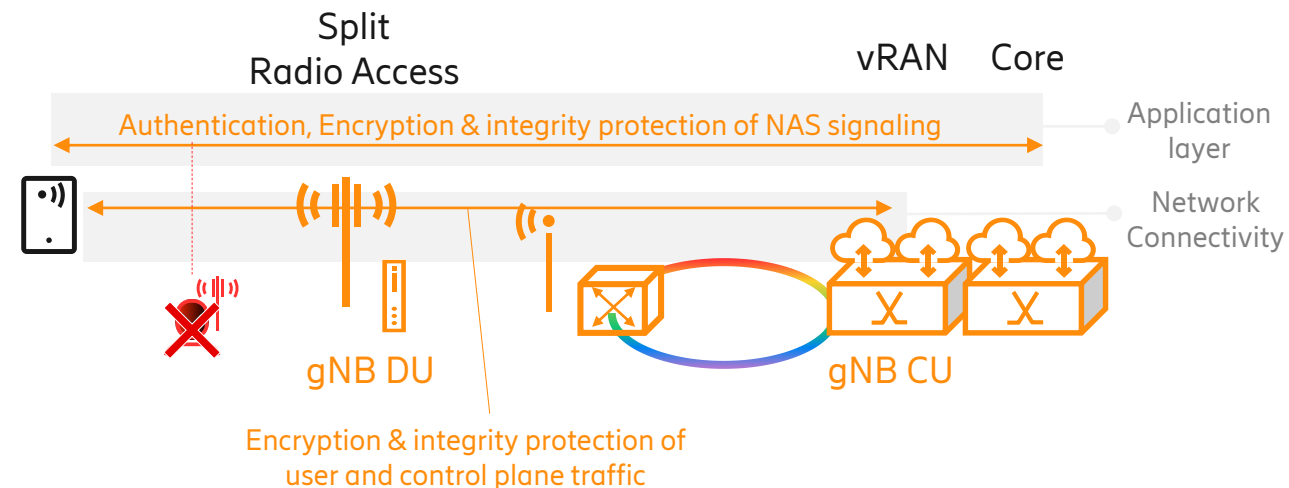 Split
Radio Access
vRAN
Core
Authentication, Encryption & integrity protection of NAS signaling
Application
layer
Network
Connectivity
gNB DU
gNB CU
Encryption & integrity protection of
user and control plane traffic